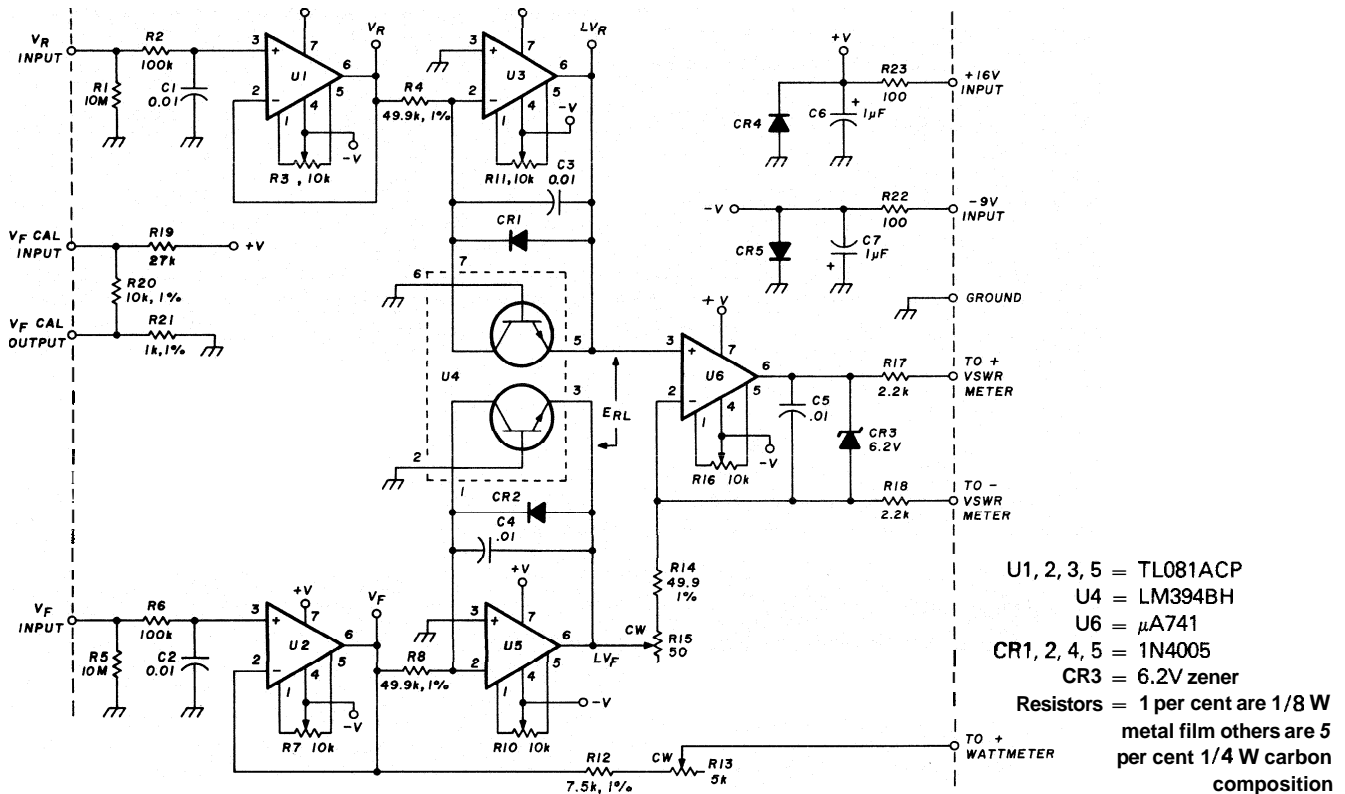 V_R INPUT
R1 10M
R2 100k
C1 0.01
3
+
2
−
U1
7
6
5
4
1
-V
R3, 10k
V_R
R4 49.9k, 1%
3
+
2
−
U3
7
6
5
4
1
-V
R11, 10k
LV_R
C3 0.01
CR1
V_F CAL INPUT
R19 27k
+V
R20 10k, 1%
V_F CAL OUTPUT
R21 1k, 1%
6
7
5
U4
3
2
1
E_RL
CR2
C4 .01
+V
CR4
C6
+
1μF
R23 100
+16V INPUT
-V
CR5
C7
1μF
+
R22 100
-9V INPUT
GROUND
+V
3
+
2
−
U6
7
6
5
4
1
-V
R16 10k
C5 .01
CR3 6.2V
R17 2.2k
TO + VSWR METER
R18 2.2k
TO - VSWR METER
R14 49.9 1%
CW
R15 50
V_F INPUT
R5 10M
R6 100k
C2 0.01
+V
3
+
2
−
U2
7
6
5
4
1
-V
R7 10k
V_F
R8 49.9k, 1%
+V
3
+
2
−
U5
7
6
5
4
1
-V
R10 10k
LV_F
R12 7.5k, 1%
CW
R13 5k
TO + WATTMETER
U1, 2, 3, 5 = TL081ACP
U4 = LM394BH
U6 = μA741
CR1, 2, 4, 5 = 1N4005
CR3 = 6.2V zener
Resistors = 1 per cent are 1/8 W
metal film others are 5
per cent 1/4 W carbon
composition